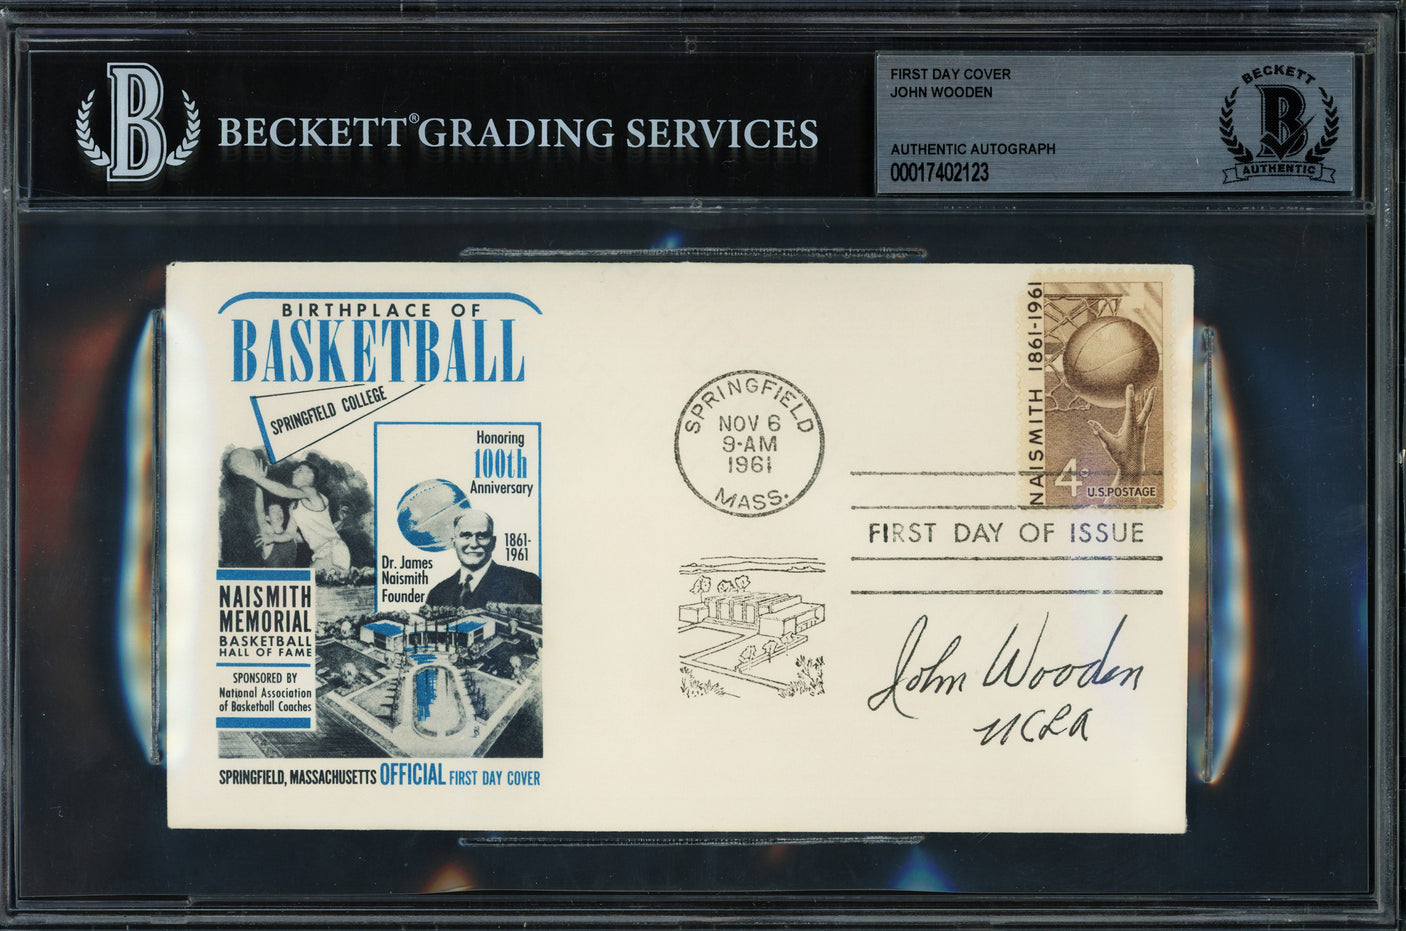 B BECKETT® GRADING SERVICES
FIRST DAY COVER
JOHN WOODEN
AUTHENTIC AUTOGRAPH
00017402123
BECKETT
B
AUTHENTIC
BIRTHPLACE OF
BASKETBALL
SPRINGFIELD COLLEGE
Honoring
100th
Anniversary
1861-
1961
Dr. James
Naismith
Founder
NAISMITH
MEMORIAL
BASKETBALL
HALL OF FAME
SPONSORED BY
National Association
of Basketball Coaches
SPRINGFIELD, MASSACHUSETTS OFFICIAL FIRST DAY COVER
SPRINGFIELD
NOV 6
9-AM
1961
MASS.
NAISMITH 1861-1961
4¢
U.S. POSTAGE
FIRST DAY OF ISSUE
John Wooden
UCLA